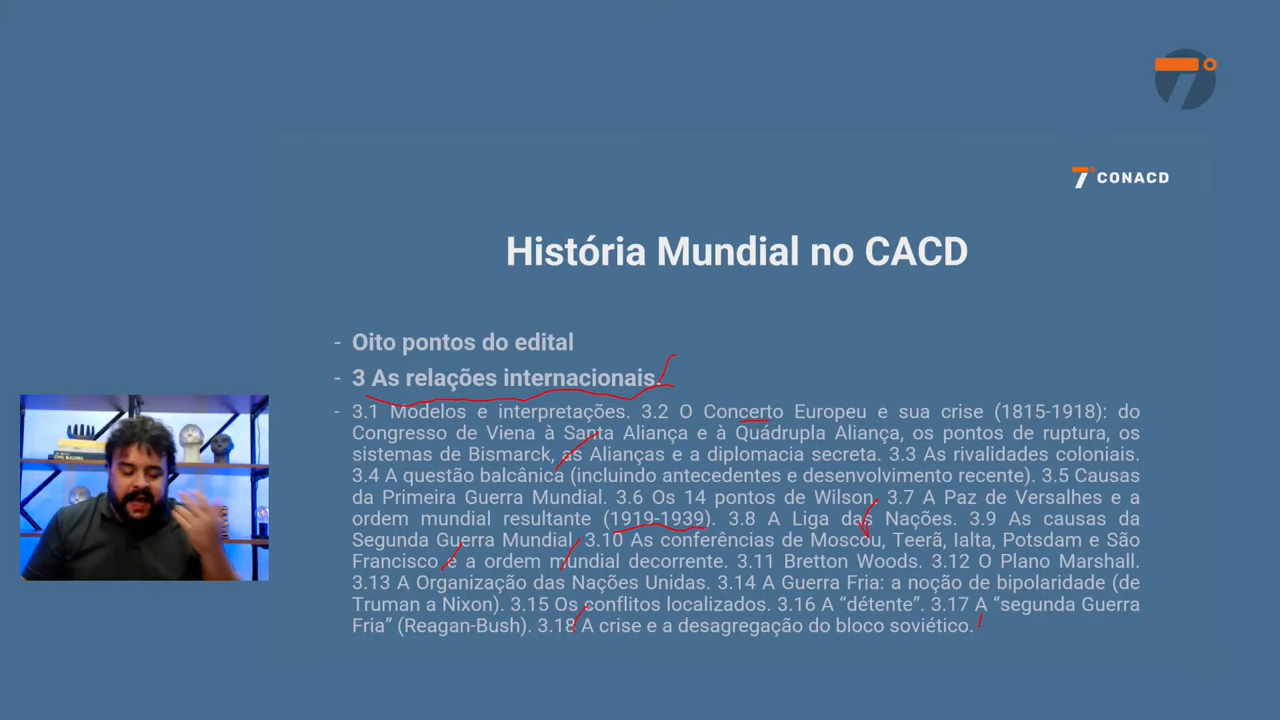 7º
7º CONACD
História Mundial no CACD
- Oito pontos do edital
- 3 As relações internacionais.
- 3.1 Modelos e interpretações. 3.2 O Concerto Europeu e sua crise (1815-1918): do
Congresso de Viena à Santa Aliança e à Quádrupla Aliança, os pontos de ruptura, os
sistemas de Bismarck, as Alianças e a diplomacia secreta. 3.3 As rivalidades coloniais.
3.4 A questão balcânica (incluindo antecedentes e desenvolvimento recente). 3.5 Causas
da Primeira Guerra Mundial. 3.6 Os 14 pontos de Wilson. 3.7 A Paz de Versalhes e a
ordem mundial resultante (1919-1939). 3.8 A Liga das Nações. 3.9 As causas da
Segunda Guerra Mundial. 3.10 As conferências de Moscou, Teerã, Ialta, Potsdam e São
Francisco e a ordem mundial decorrente. 3.11 Bretton Woods. 3.12 O Plano Marshall.
3.13 A Organização das Nações Unidas. 3.14 A Guerra Fria: a noção de bipolaridade (de
Truman a Nixon). 3.15 Os conflitos localizados. 3.16 A “détente”. 3.17 A “segunda Guerra
Fria” (Reagan-Bush). 3.18 A crise e a desagregação do bloco soviético.